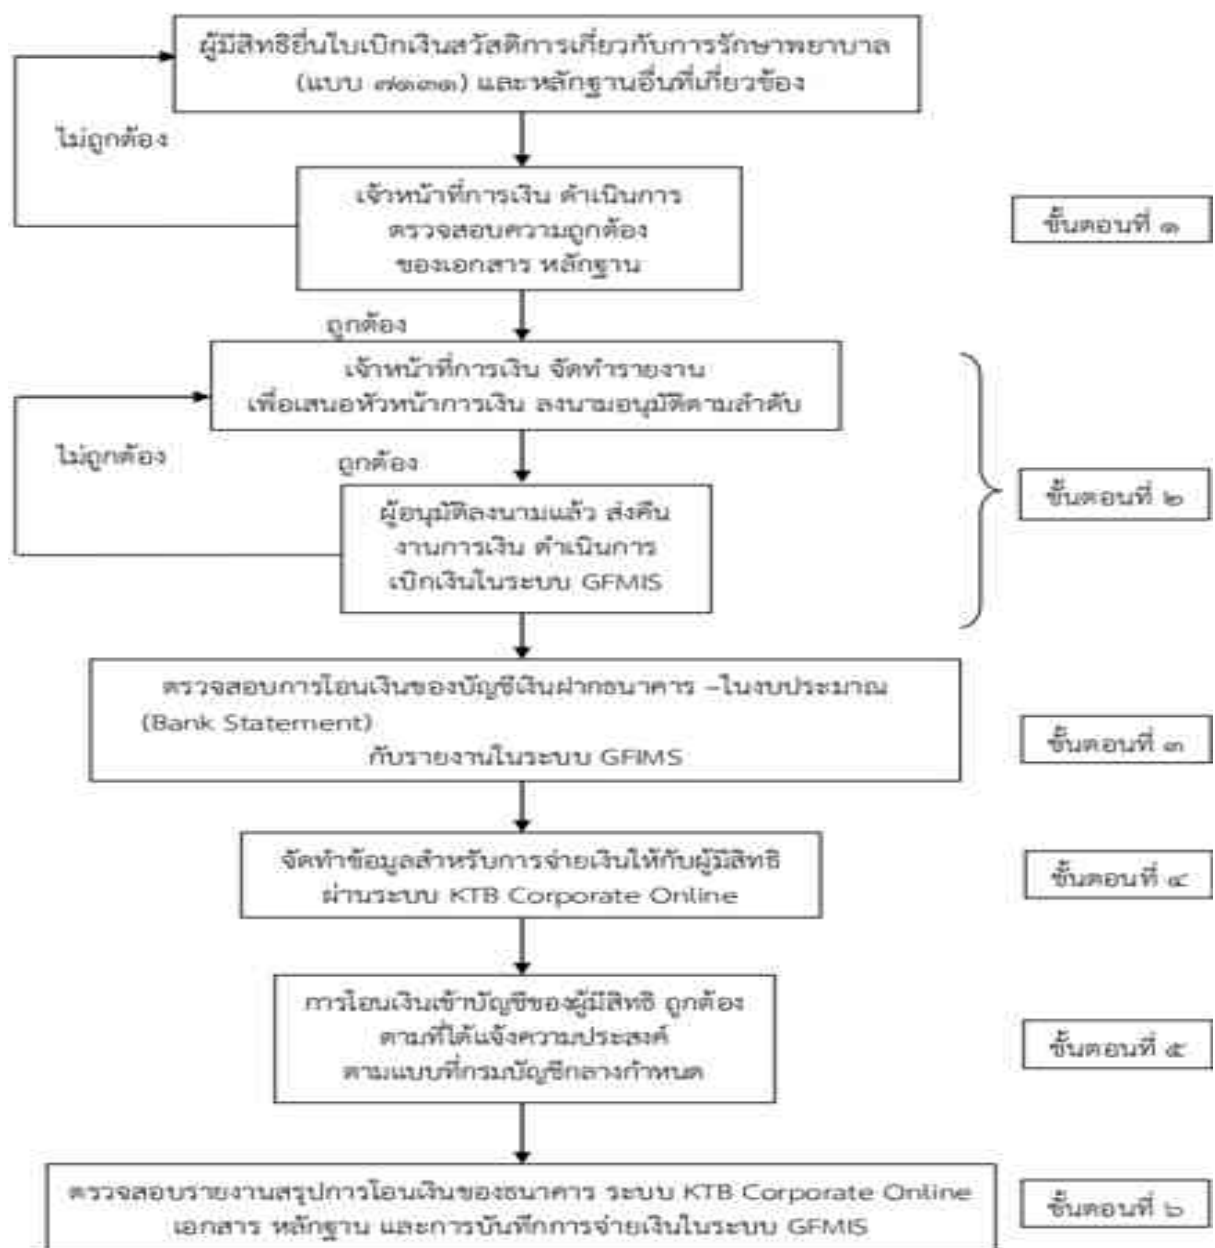 ผู้มีสิทธิยื่นใบเบิกเงินสวัสดิการเกี่ยวกับการรักษาพยาบาล
(แบบ ๗๑๓๑) และหลักฐานอื่นที่เกี่ยวข้อง
ไม่ถูกต้อง
เจ้าหน้าที่การเงิน ดำเนินการ
ตรวจสอบความถูกต้อง
ของเอกสาร หลักฐาน
ขั้นตอนที่ ๑
ถูกต้อง
เจ้าหน้าที่การเงิน จัดทำรายงาน
เพื่อเสนอหัวหน้าการเงิน ลงนามอนุมัติตามลำดับ
ไม่ถูกต้อง
ถูกต้อง
ผู้อนุมัติลงนามแล้ว ส่งคืน
งานการเงิน ดำเนินการ
เบิกเงินในระบบ GFMIS
ขั้นตอนที่ ๒
ตรวจสอบการโอนเงินของบัญชีเงินฝากธนาคาร -ในงบประมาณ
(Bank Statement)
กับรายงานในระบบ GFIMS
ขั้นตอนที่ ๓
จัดทำข้อมูลสำหรับการจ่ายเงินให้กับผู้มีสิทธิ
ผ่านระบบ KTB Corporate Online
ขั้นตอนที่ ๔
การโอนเงินเข้าบัญชีของผู้มีสิทธิ ถูกต้อง
ตามที่ได้แจ้งความประสงค์
ตามแบบที่กรมบัญชีกลางกำหนด
ขั้นตอนที่ ๕
ตรวจสอบรายงานสรุปการโอนเงินของธนาคาร ระบบ KTB Corporate Online
เอกสาร หลักฐาน และการบันทึกการจ่ายเงินในระบบ GFMIS
ขั้นตอนที่ ๖